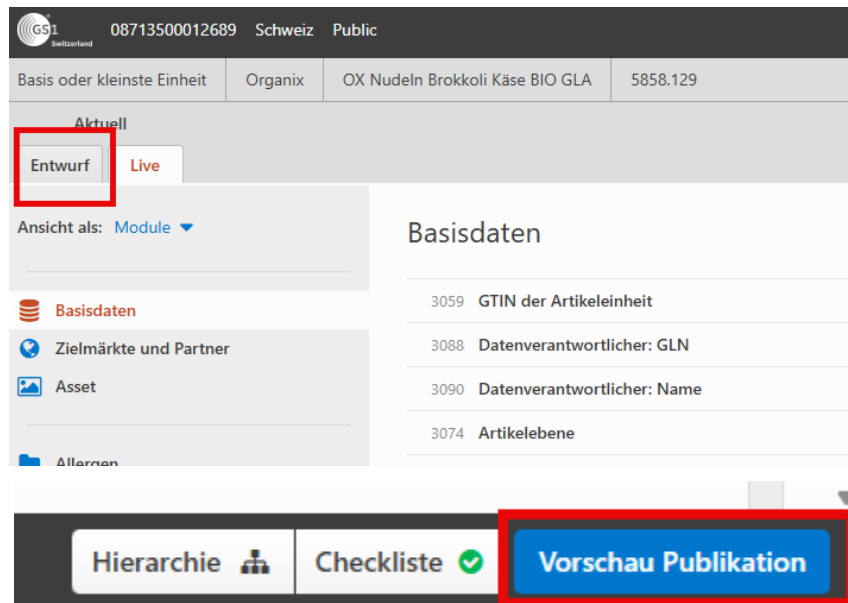 GS1 Switzerland 08713500012689 Schweiz Public
Basis oder kleinste Einheit Organix OX Nudeln Brokkoli Käse BIO GLA 5858.129
Aktuell
Entwurf Live
Ansicht als: Module
Basisdaten
3059 GTIN der Artikeleinheit
Basisdaten
Zielmärkte und Partner
3088 Datenverantwortlicher: GLN
Asset
3090 Datenverantwortlicher: Name
3074 Artikelebene
Allergen
Hierarchie Checkliste Vorschau Publikation